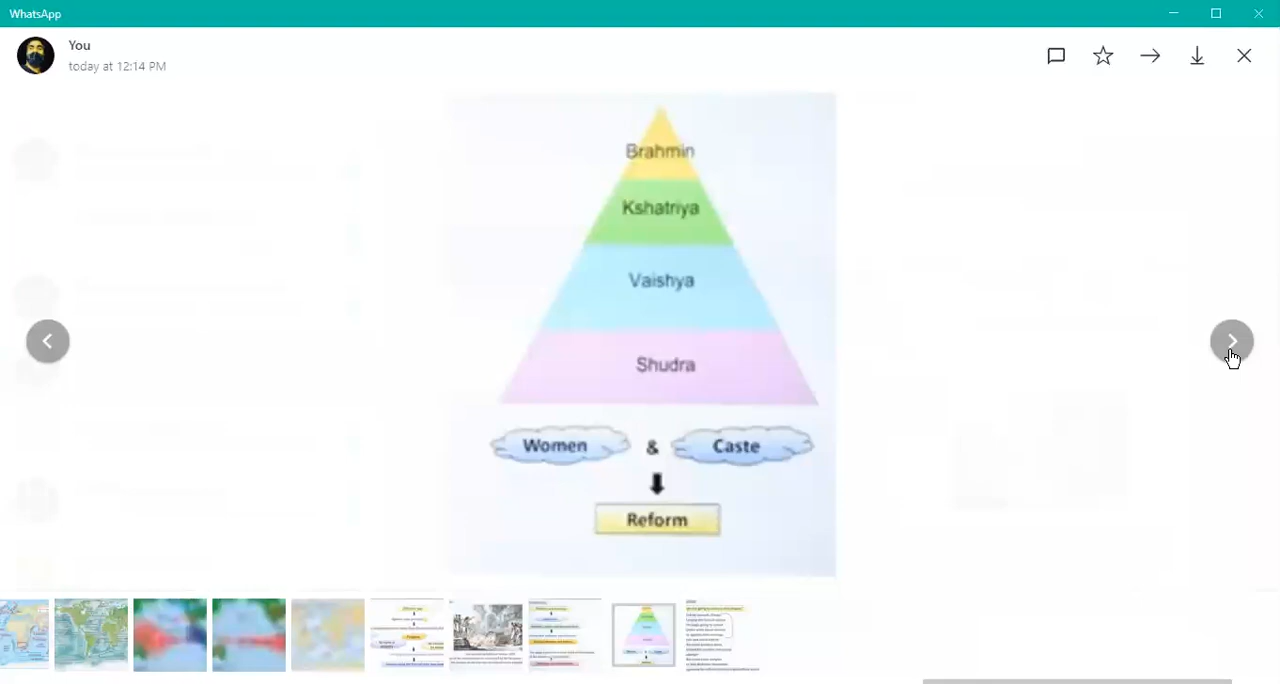 WhatsApp
You
today at 12:14 PM
Brahmin
Kshatriya
Vaishya
Shudra
Women & Caste
Reform